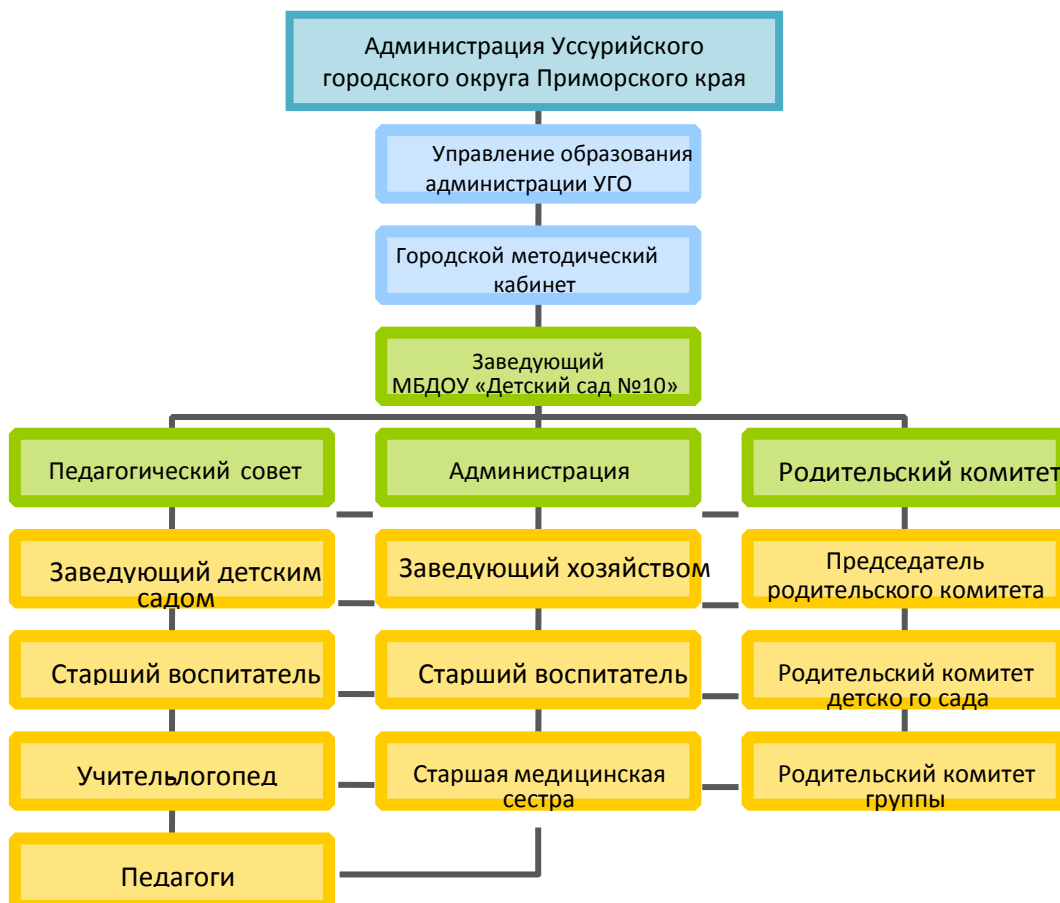 Администрация Уссурийского
городского округа Приморского края
Управление образования
администрации УГО
Городской методический
кабинет
Заведующий
МБДОУ «Детский сад №10»
Педагогический совет
Администрация
Родительский комитет
Заведующий детским
садом
Заведующий хозяйством
Председатель
родительского комитета
Старший воспитатель
Старший воспитатель
Родительский комитет
детско го сада
Учитель-логопед
Старшая медицинская
сестра
Родительский комитет
группы
Педагоги